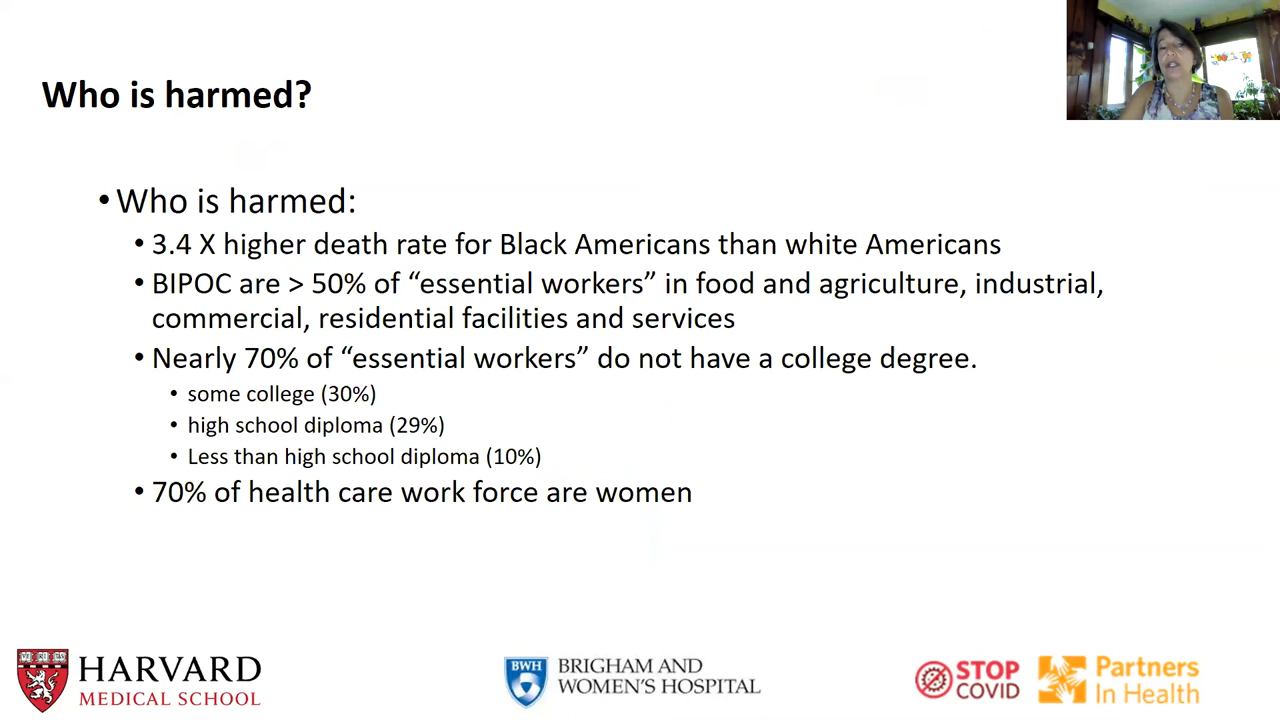 Who is harmed?
• Who is harmed:
• 3.4 X higher death rate for Black Americans than white Americans
• BIPOC are > 50% of “essential workers” in food and agriculture, industrial,
commercial, residential facilities and services
• Nearly 70% of “essential workers” do not have a college degree.
• some college (30%)
• high school diploma (29%)
• Less than high school diploma (10%)
• 70% of health care work force are women
HARVARD
MEDICAL SCHOOL
BWH
BRIGHAM AND
WOMEN'S HOSPITAL
STOP
COVID
Partners
In Health